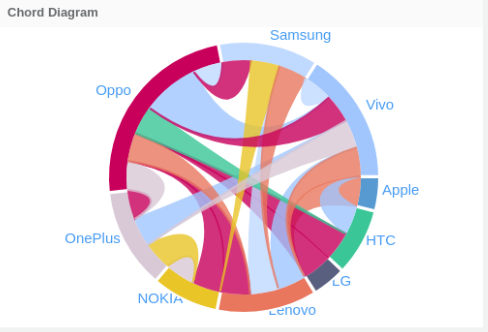 Chord Diagram
Samsung
Oppo
Vivo
Apple
OnePlus
HTC
LG
NOKIA
Lenovo